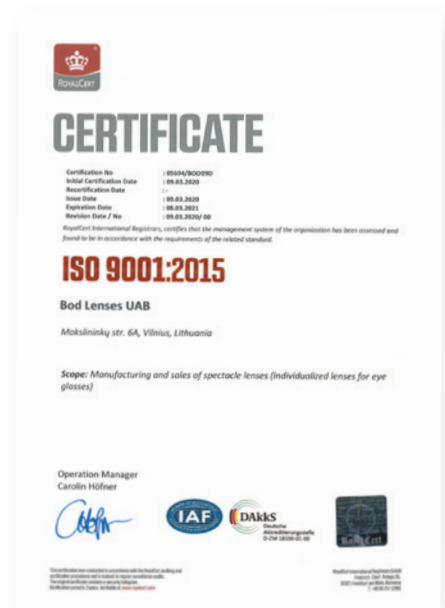 ROYALCERT
CERTIFICATE
Certification No : 05694/BOD09D
Initial Certification Date : 09.03.2020
Recertification Date : -
Issue Date : 09.03.2020
Expiration Date : 08.03.2021
Revision Date / No : 09.03.2020/ 00
RoyalCert International Registrars, certifies that the management system of the organization has been assessed and
found to be in accordance with the requirements of the related standard.
ISO 9001:2015
Bod Lenses UAB
Mokslininkų str. 6A, Vilnius, Lithuania
Scope: Manufacturing and sales of spectacle lenses (individualized lenses for eye
glasses)
Operation Manager
Carolin Höfner
IAF
DAkkS
Deutsche
Akkreditierungsstelle
RoyalCert